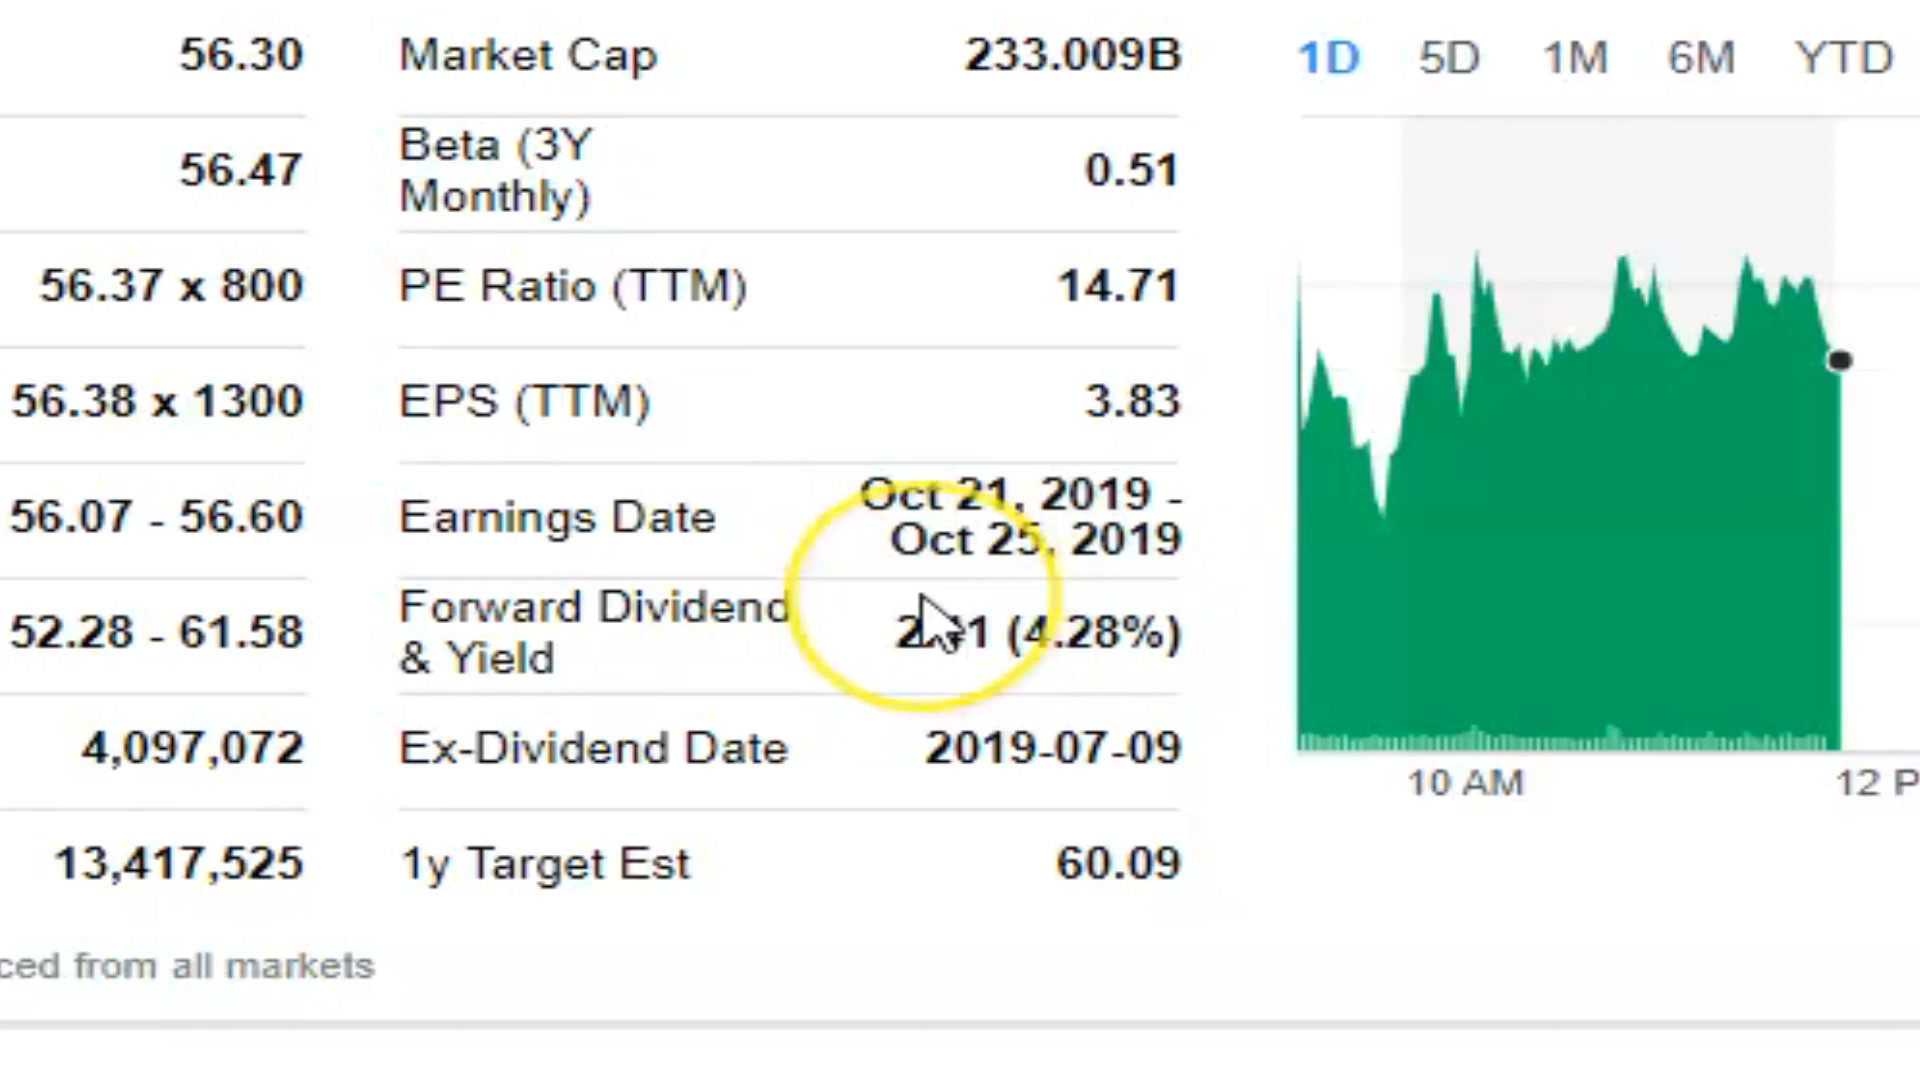 56.30 Market Cap 233.009B 1D 5D 1M 6M YTD
Beta (3Y
56.47 0.51
Monthly)
56.37 x 800 PE Ratio (TTM) 14.71
56.38 x 1300 EPS (TTM) 3.83
Oct 21, 2019 -
56.07 - 56.60 Earnings Date
Oct 25, 2019
Forward Dividend
52.28 - 61.58 (4.28%)
& Yield
4,097,072 Ex-Dividend Date 2019-07-09
10 AM 12 P
13,417,525 1y Target Est 60.09
ced from all markets